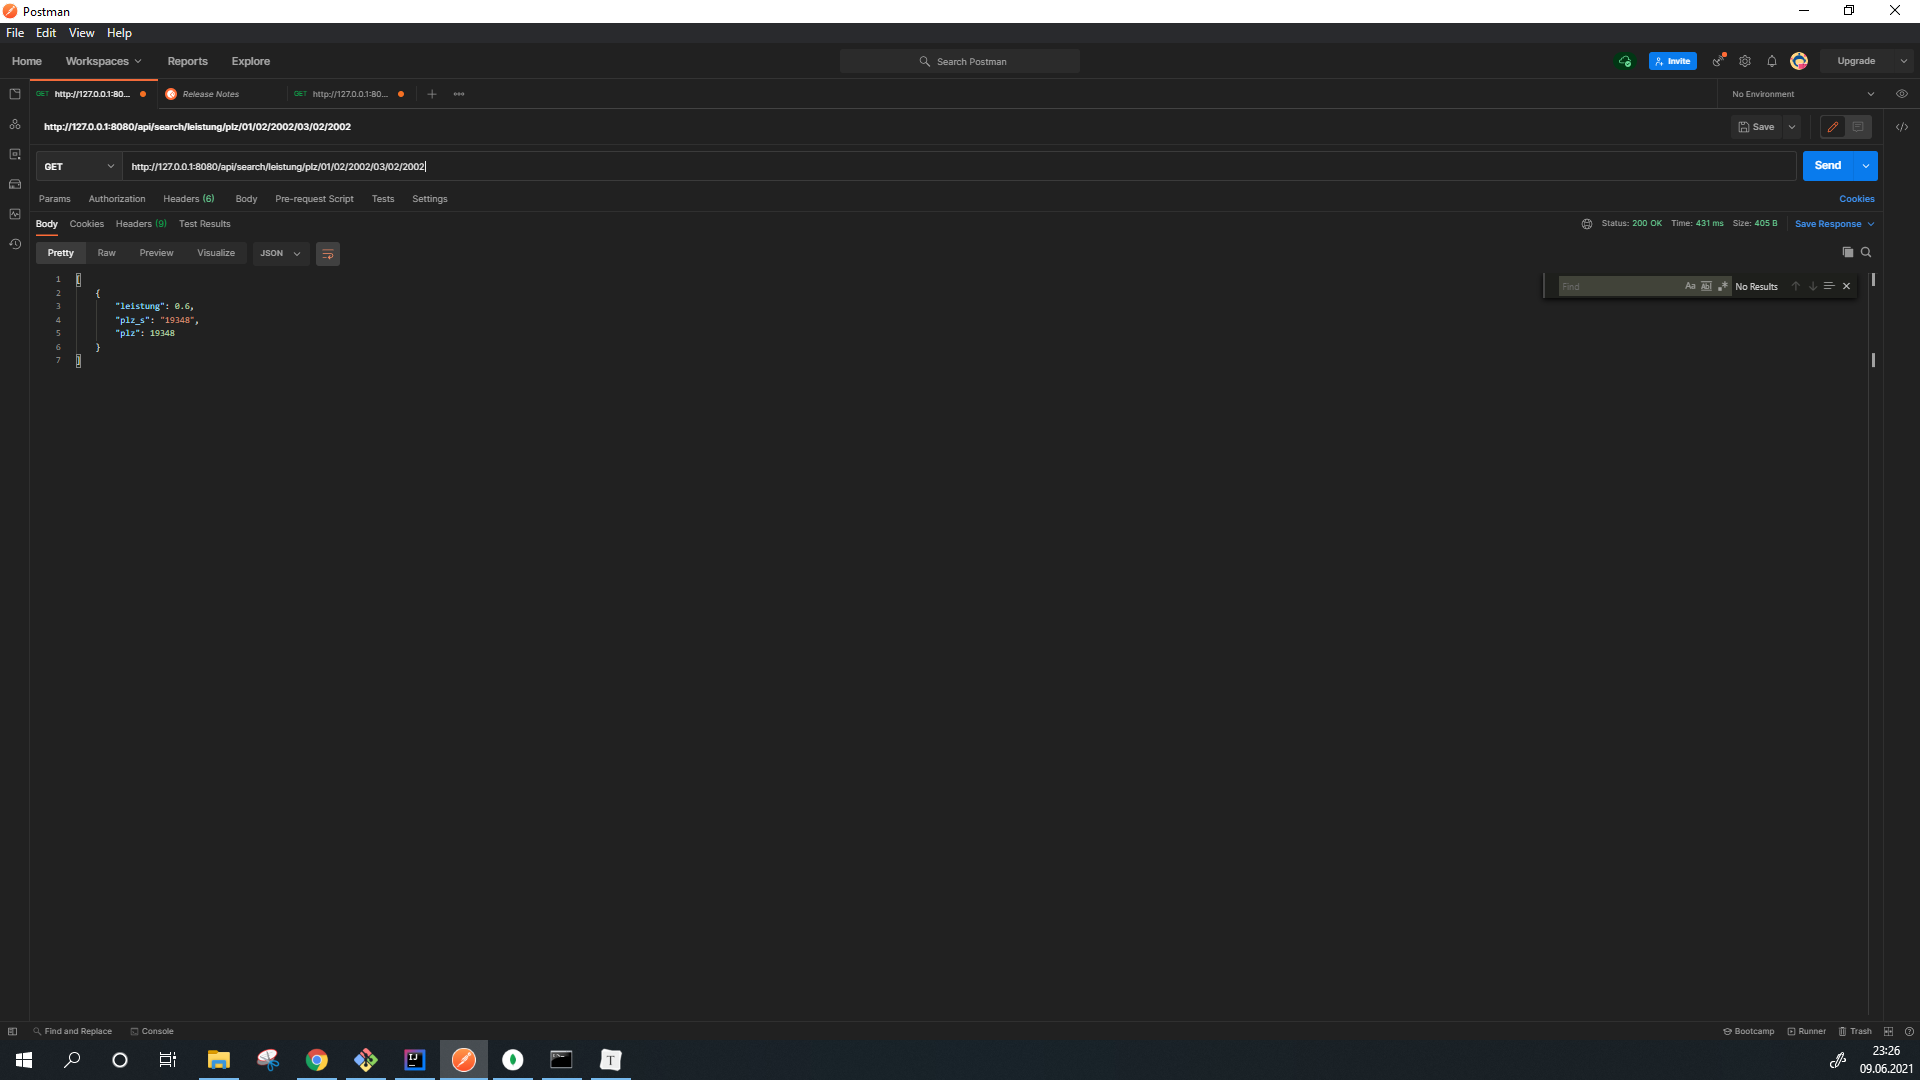 Postman
File Edit View Help
Home Workspaces Reports Explore Search Postman Invite Upgrade
GET http://127.0.0.1:80... Release Notes GET http://127.0.0.1:80... No Environment
http://127.0.0.1:8080/api/search/leistung/plz/01/02/2002/03/02/2002 Save
GET http://127.0.0.1:8080/api/search/leistung/plz/01/02/2002/03/02/2002 Send
Params Authorization Headers (6) Body Pre-request Script Tests Settings Cookies
Body Cookies Headers (9) Test Results Status: 200 OK Time: 431 ms Size: 405 B Save Response
Pretty Raw Preview Visualize JSON
Find Aa Abl .* No Results
1 [
2 {
3 "leistung": 0.6,
4 "plz_s": "19348",
5 "plz": 19348
6 }
7 ]
Find and Replace Console Bootcamp Runner Trash
IJ T 23:26
09.06.2021